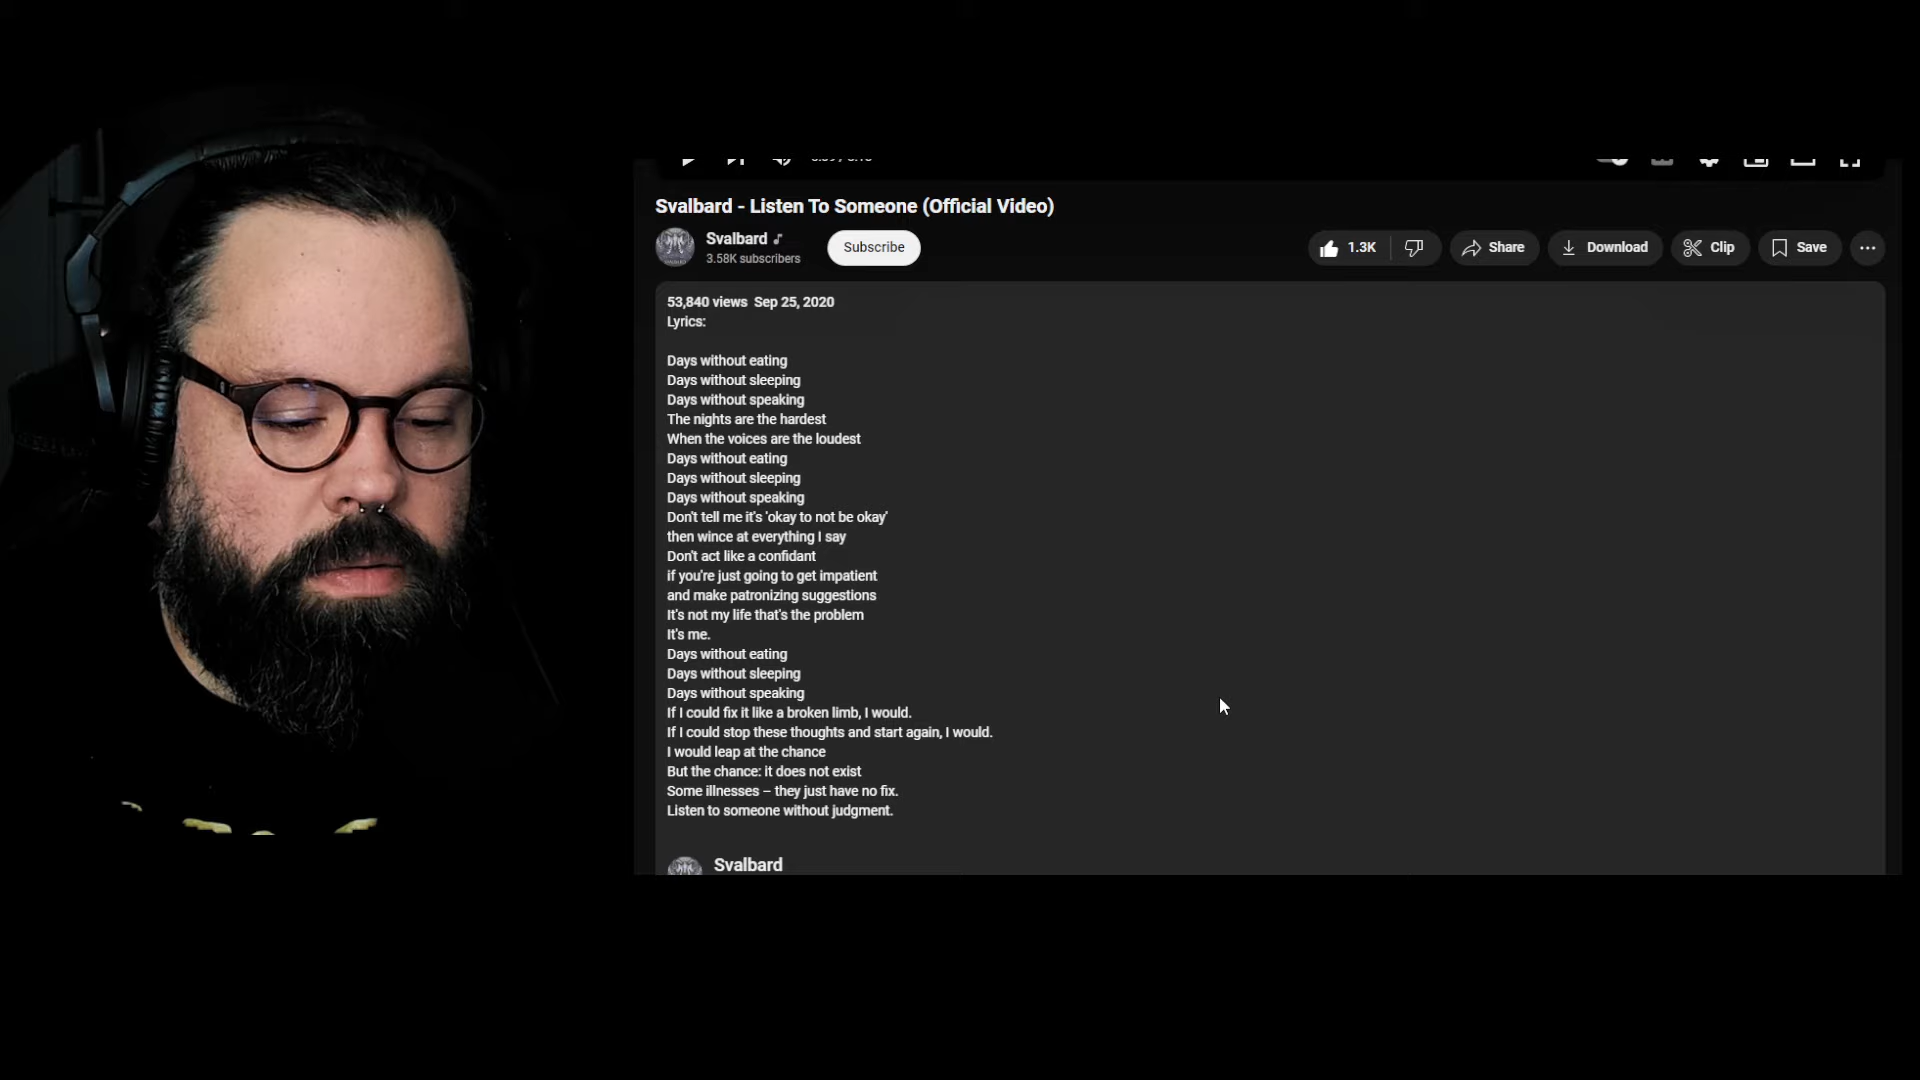 Svalbard - Listen To Someone (Official Video)
Svalbard
3.58K subscribers
Subscribe
1.3K
Share
Download
Clip
Save
53,840 views Sep 25, 2020
Lyrics:
Days without eating
Days without sleeping
Days without speaking
The nights are the hardest
When the voices are the loudest
Days without eating
Days without sleeping
Days without speaking
Don't tell me it's 'okay to not be okay'
then wince at everything I say
Don't act like a confidant
if you're just going to get impatient
and make patronizing suggestions
It's not my life that's the problem
It's me.
Days without eating
Days without sleeping
Days without speaking
If I could fix it like a broken limb, I would.
If I could stop these thoughts and start again, I would.
I would leap at the chance
But the chance: it does not exist
Some illnesses – they just have no fix.
Listen to someone without judgment.
Svalbard